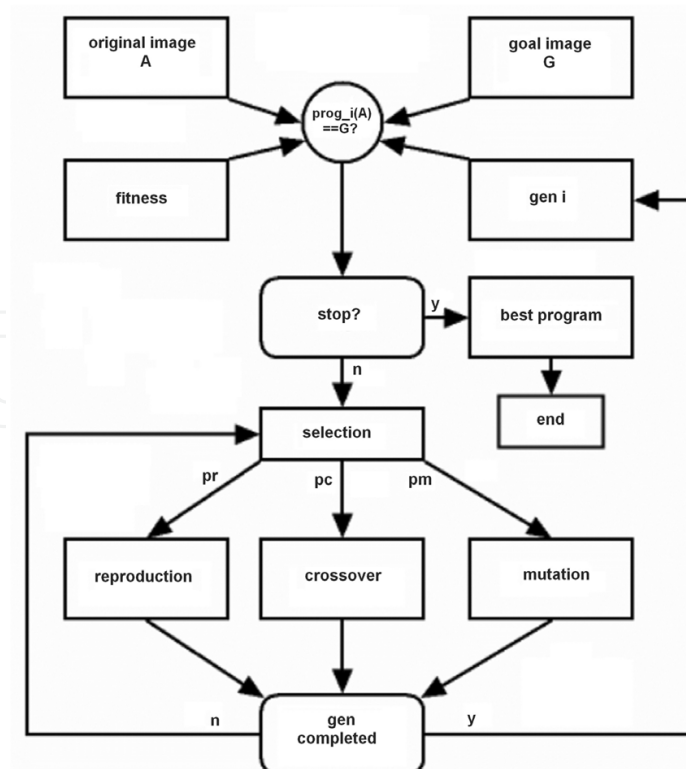 original image
A
goal image
G
prog_i(A)
==G?
fitness
gen i
stop?
y
best program
n
end
selection
pr
pc
pm
reproduction
crossover
mutation
n
gen
completed
y